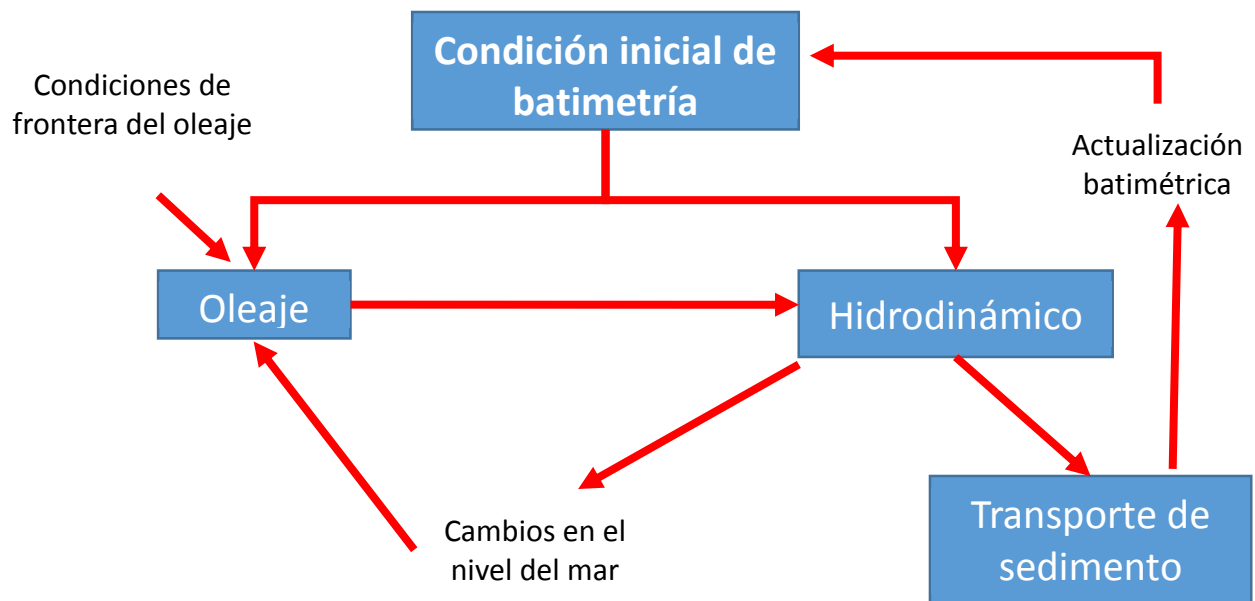 Condición inicial de
batimetría
Condiciones de
frontera del oleaje
Actualización
batimétrica
Oleaje
Hidrodinámico
Cambios en el
nivel del mar
Transporte de
sedimento